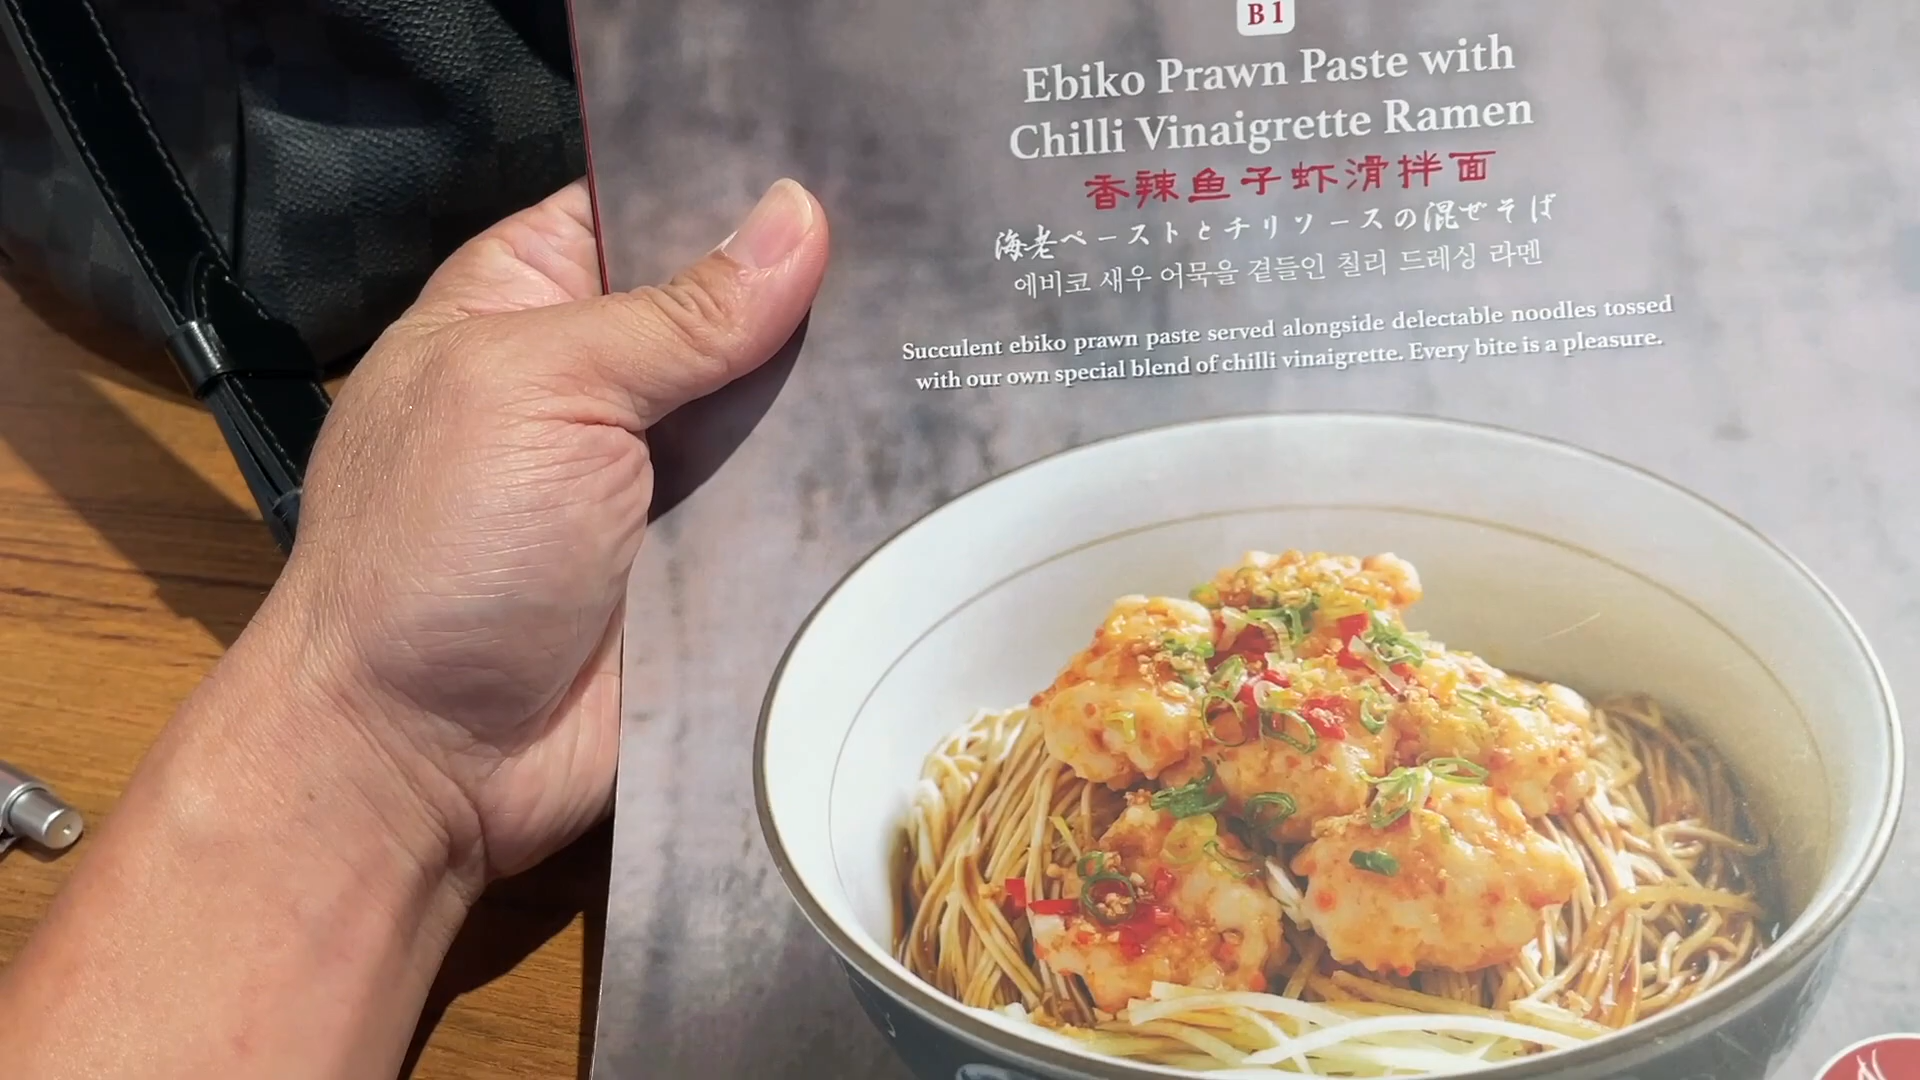 B 1
Ebiko Prawn Paste with
Chilli Vinaigrette Ramen
香辣鱼子虾滑拌面
海老ペーストとチリソースの混ぜそば
에비코 새우 어묵을 곁들인 칠리 드레싱 라멘
Succulent ebiko prawn paste served alongside delectable noodles tossed
with our own special blend of chilli vinaigrette. Every bite is a pleasure.